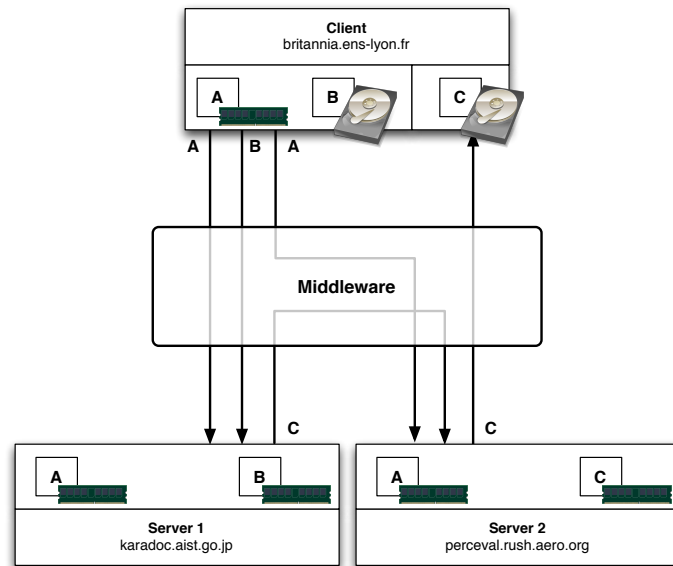 Client
britannia.ens-lyon.fr
A
B
C
A
B
A
Middleware
C
C
A
B
A
C
Server 1
karadoc.aist.go.jp
Server 2
perceval.rush.aero.org